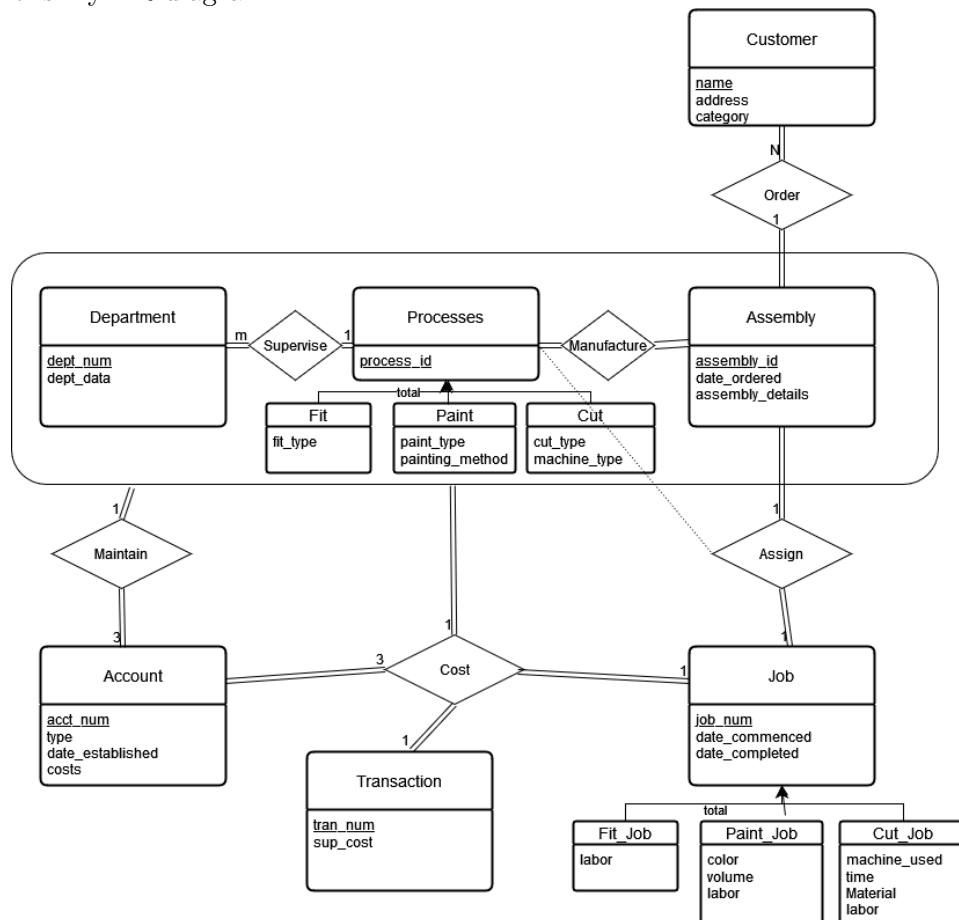 Customer
name
address
category
N
Order
1
Department
dept_num
dept_data
m
Supervise
1
Processes
process_id
Manufacture
Assembly
assembly_id
date_ordered
assembly_details
total
Fit
fit_type
Paint
paint_type
painting_method
Cut
cut_type
machine_type
1
Maintain
3
1
Assign
1
Account
acct_num
type
date_established
costs
3
1
Cost
1
1
Transaction
tran_num
sup_cost
Job
job_num
date_commenced
date_completed
total
Fit_Job
labor
Paint_Job
color
volume
labor
Cut_Job
machine_used
time
Material
labor